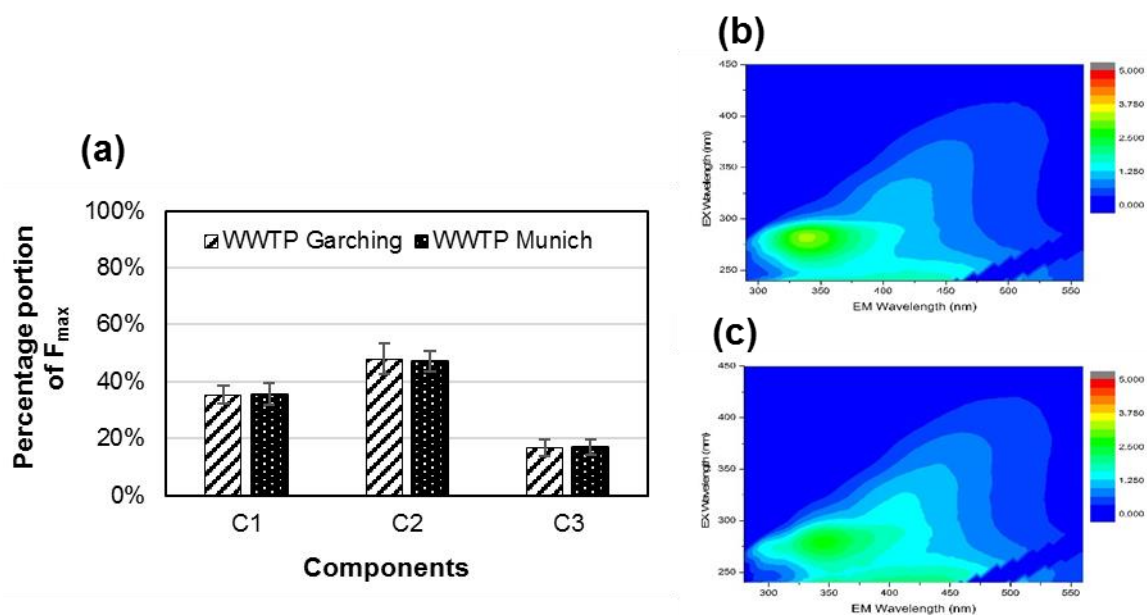 (a)
Percentage portion
of Fmax
100%
80%
60%
40%
20%
0%
WWTP Garching WWTP Munich
C1 C2 C3
Components
(b)
EX Wavelength (nm)
450
400
350
300
250
300 350 400 450 500 550
EM Wavelength (nm)
5.000
3.750
2.500
1.250
0.000
(c)
EX Wavelength (nm)
450
400
350
300
250
300 350 400 450 500 550
EM Wavelength (nm)
5.000
3.750
2.500
1.250
0.000